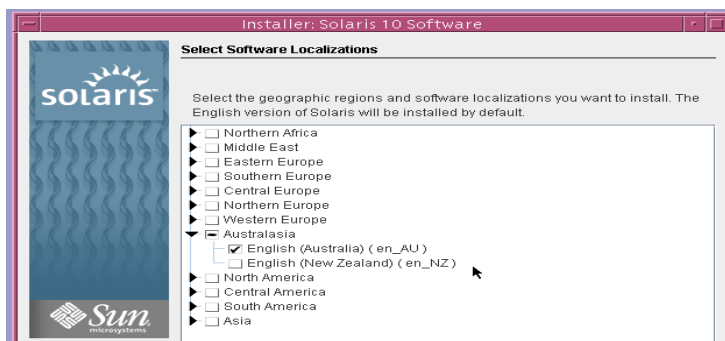 Installer: Solaris 10 Software
Select Software Localizations
solaris
Select the geographic regions and software localizations you want to install. The
English version of Solaris will be installed by default.
Northern Africa
Middle East
Eastern Europe
Southern Europe
Central Europe
Northern Europe
Western Europe
Australasia
English (Australia) ( en_AU )
English (New Zealand) ( en_NZ )
North America
Central America
South America
Asia
Sun
microsystems